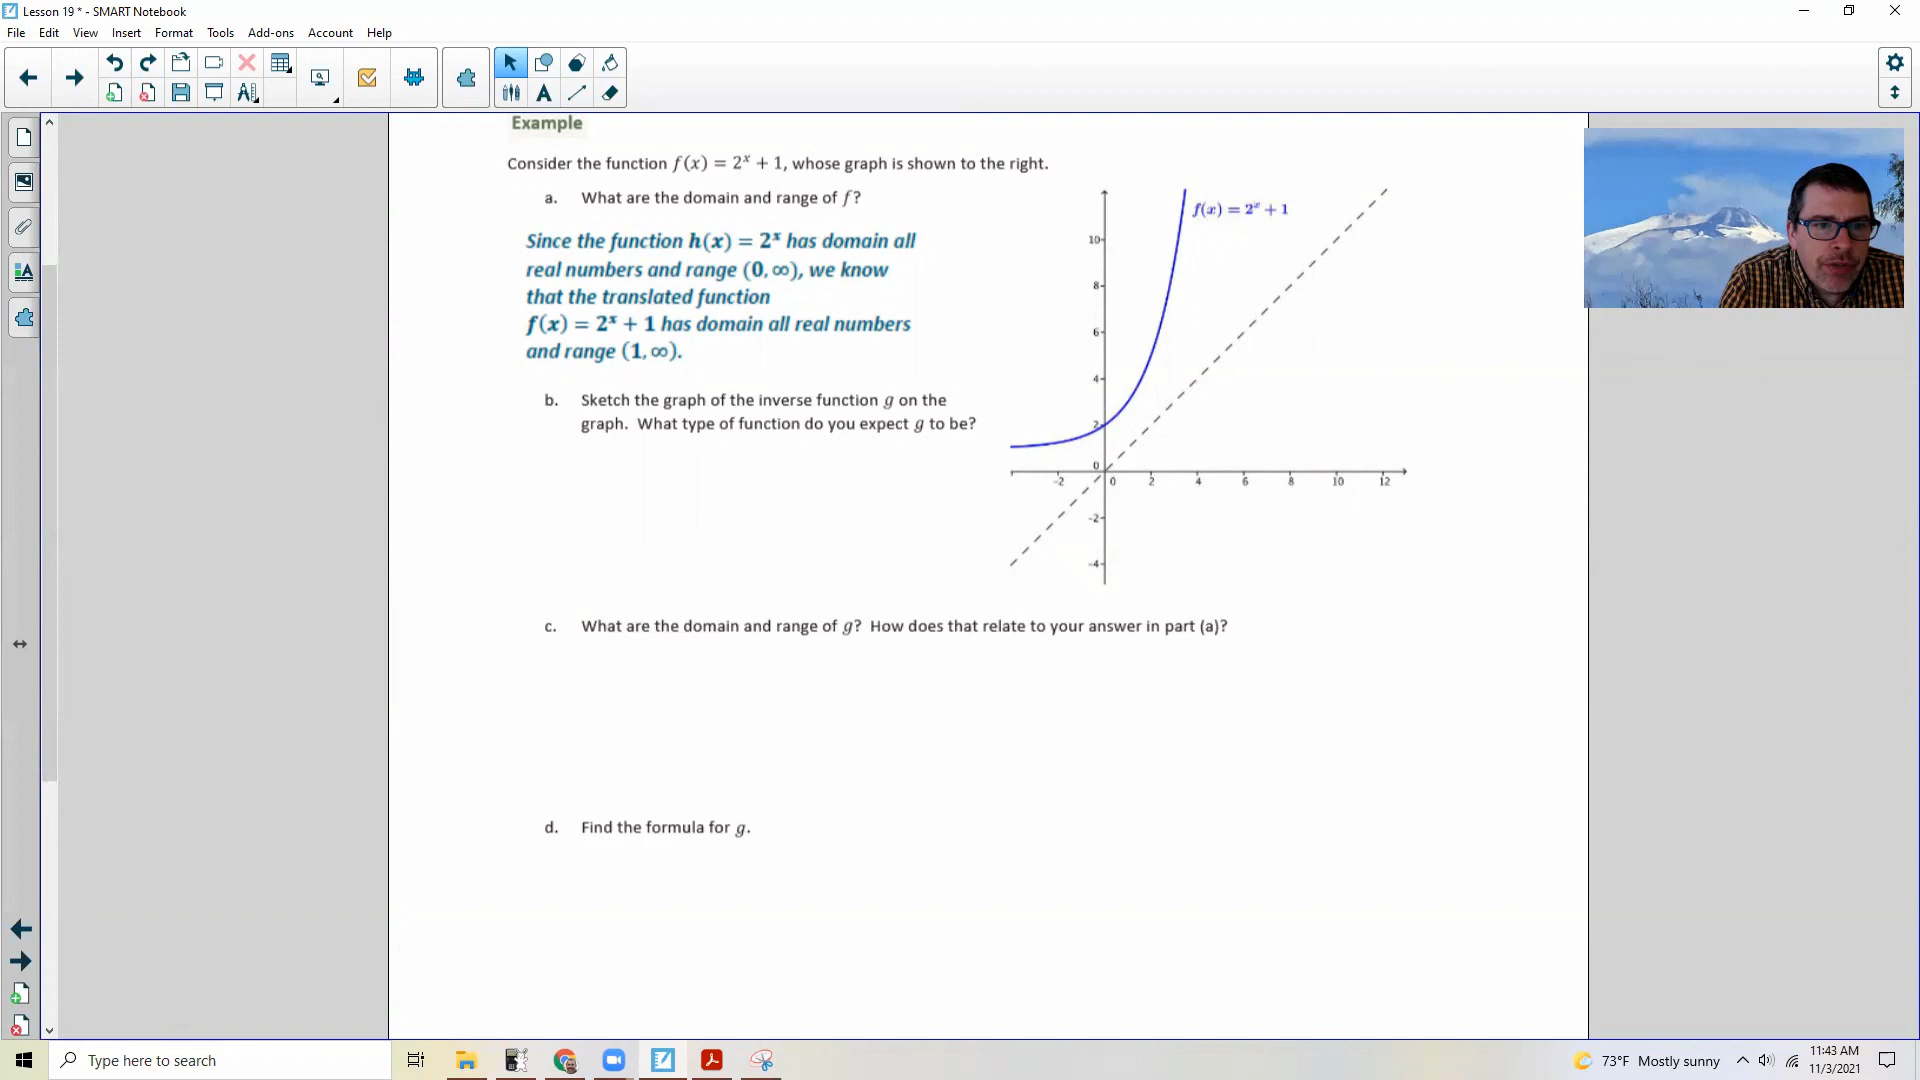 Lesson 19 * - SMART Notebook
File Edit View Insert Format Tools Add-ons Account Help
Example
Consider the function f(x) = 2ˣ + 1, whose graph is shown to the right.
a. What are the domain and range of f?
Since the function h(x) = 2ˣ has domain all
real numbers and range (0, ∞), we know
that the translated function
f(x) = 2ˣ + 1 has domain all real numbers
and range (1, ∞).
b. Sketch the graph of the inverse function g on the
graph. What type of function do you expect g to be?
f(x) = 2ˣ + 1
10
8
6
4
2
0
-2 0 2 4 6 8 10 12
-2
-4
c. What are the domain and range of g? How does that relate to your answer in part (a)?
d. Find the formula for g.
Type here to search
73°F Mostly sunny
11:43 AM
11/3/2021